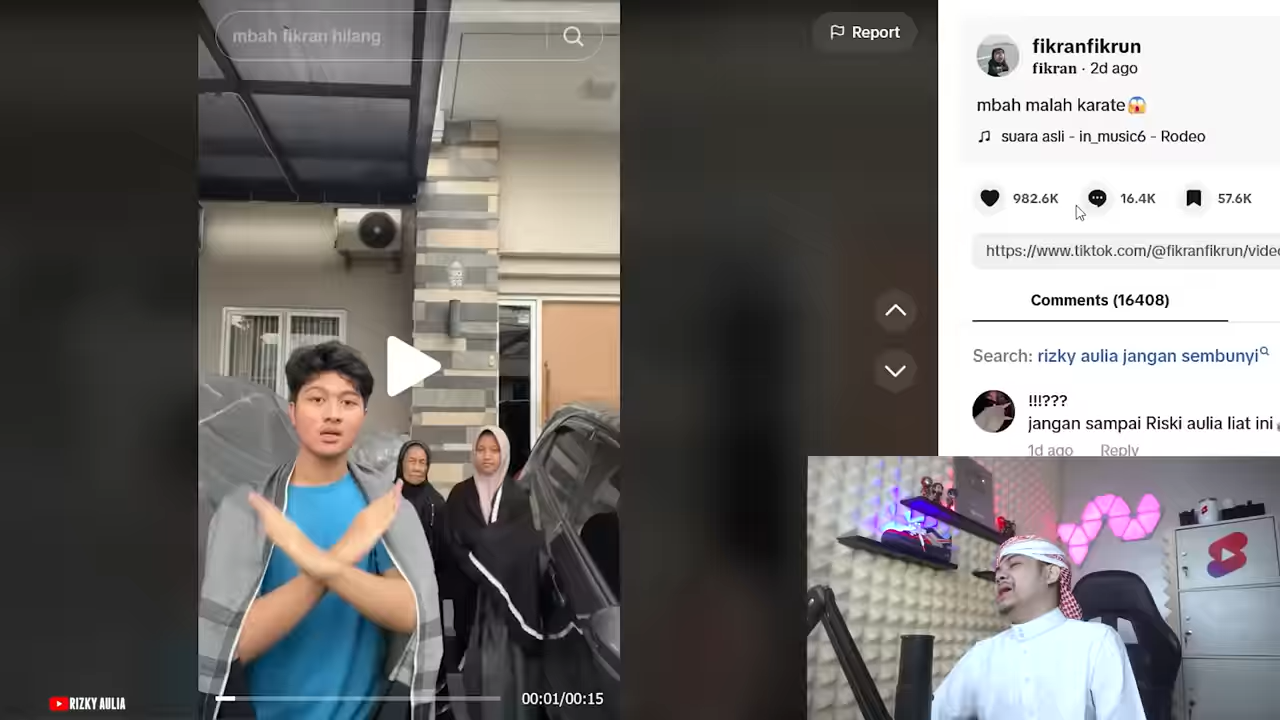 mbah fikran hilang
Report
fikranfikrun
fikran · 2d ago
mbah malah karate😱
suara asli - in_music6 - Rodeo
982.6K
16.4K
57.6K
https://www.tiktok.com/@fikranfikrun/vide
Comments (16408)
Search: rizky aulia jangan sembunyi
!!!???
jangan sampai Riski aulia liat ini
1d ago Reply
00:01/00:15
RIZKY AULIA